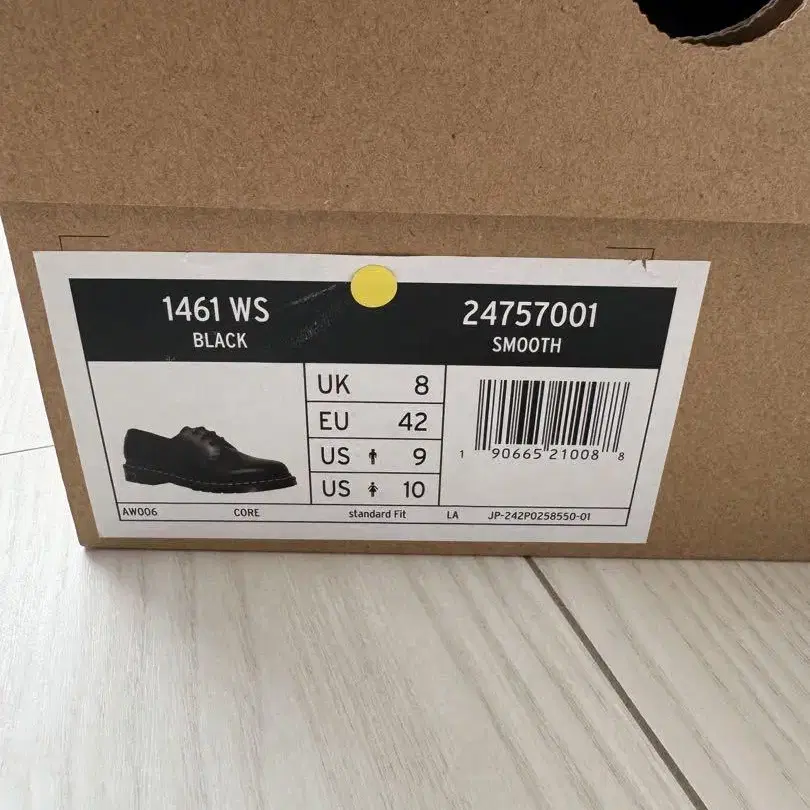 1461 WS
BLACK
24757001
SMOOTH
UK 8
EU 42
US 9
US 10
1 90665 21008 8
AW006 CORE standard Fit LA JP-242P0258550-01